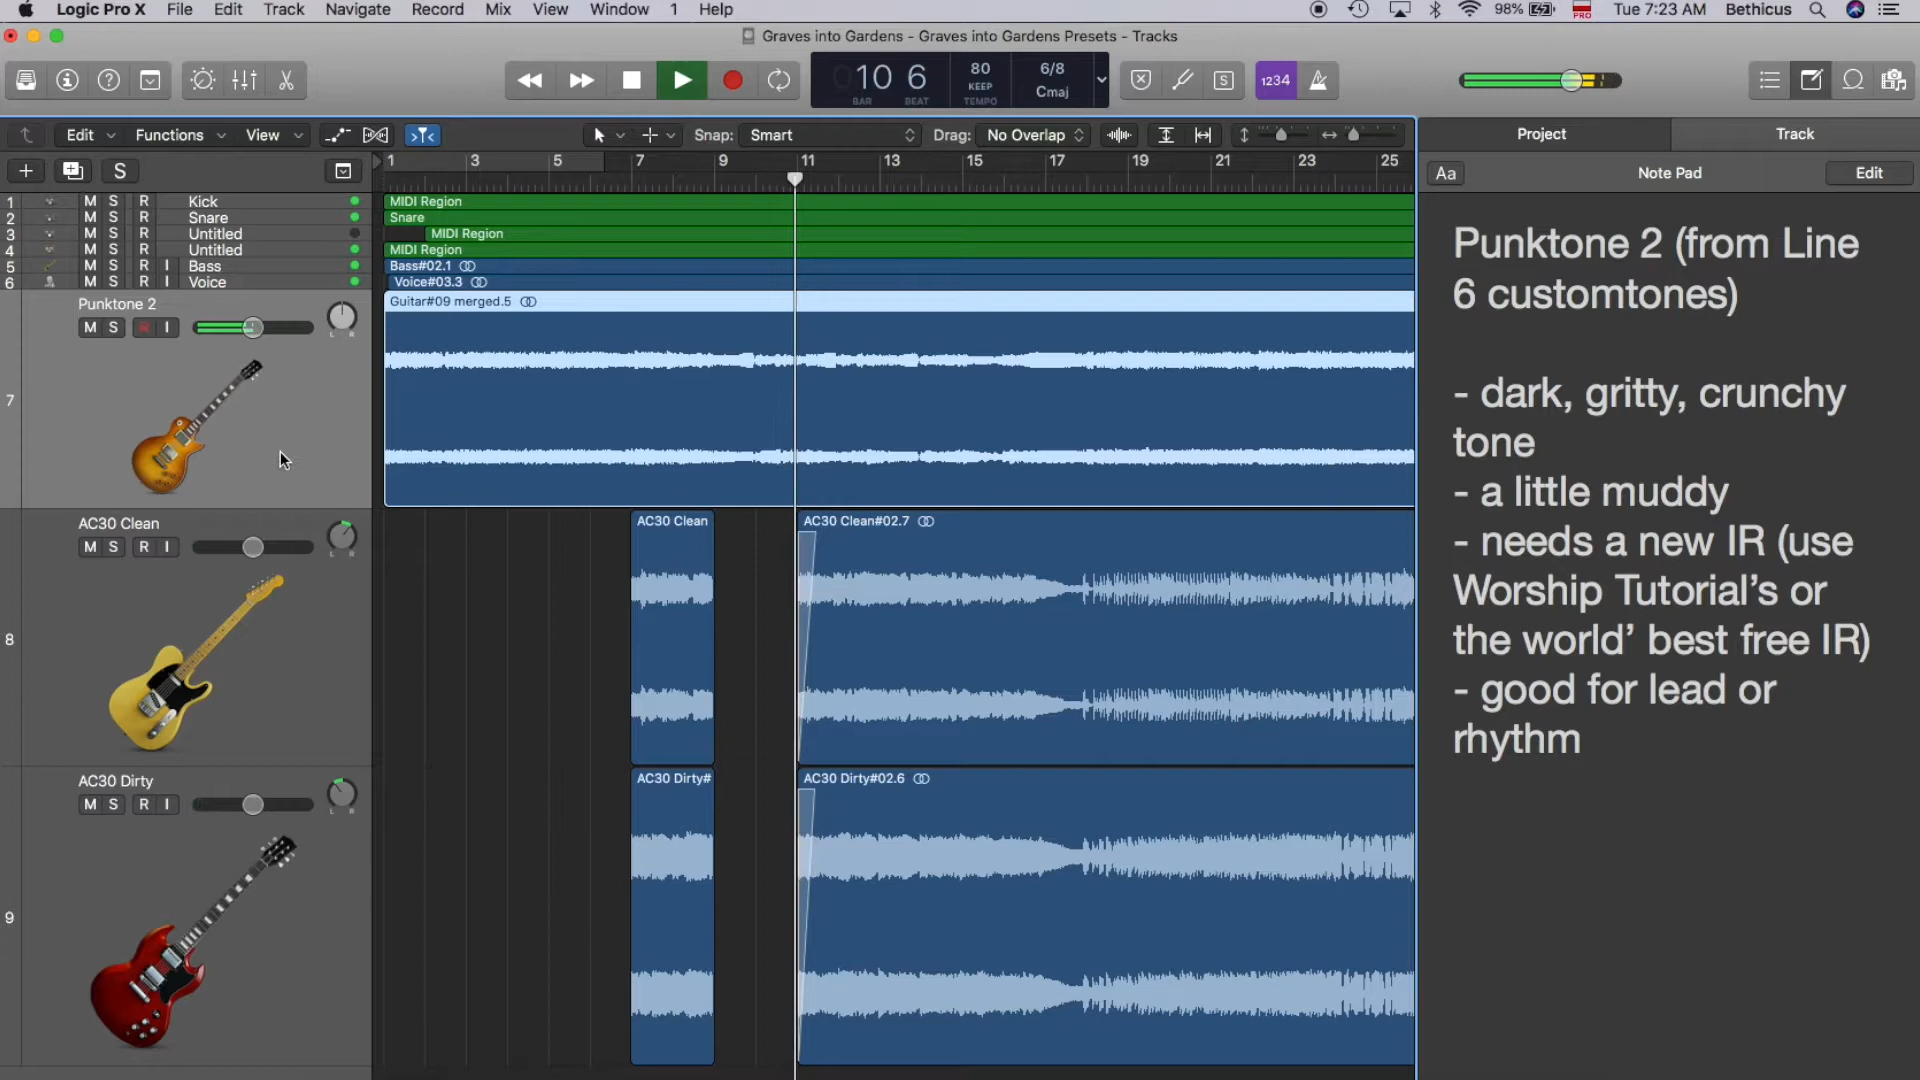 Logic Pro X File Edit Track Navigate Record Mix View Window 1 Help 98% PRO Tue 7:23 AM Bethicus
Graves into Gardens - Graves into Gardens Presets - Tracks
10 6 80 KEEP 6/8 Cmaj 1234 S
BAR BEAT TEMPO
Edit Functions View Snap: Smart Drag: No Overlap
Project Track
S
1 3 5 7 9 11 13 15 17 19 21 23 25
Aa Note Pad Edit
1 M S R Kick MIDI Region
2 M S R Snare Snare
3 M S R Untitled MIDI Region
4 M S R Untitled MIDI Region
5 M S R I Bass Bass#02.1
6 M S R I Voice Voice#03.3
Punktone 2 Guitar#09 merged.5
M S R I
L R
7
AC30 Clean AC30 Clean AC30 Clean#02.7
M S R I
L R
8
AC30 Dirty AC30 Dirty# AC30 Dirty#02.6
M S R I
L R
9
Punktone 2 (from Line
6 customtones)
- dark, gritty, crunchy
tone
- a little muddy
- needs a new IR (use
Worship Tutorial’s or
the world’ best free IR)
- good for lead or
rhythm